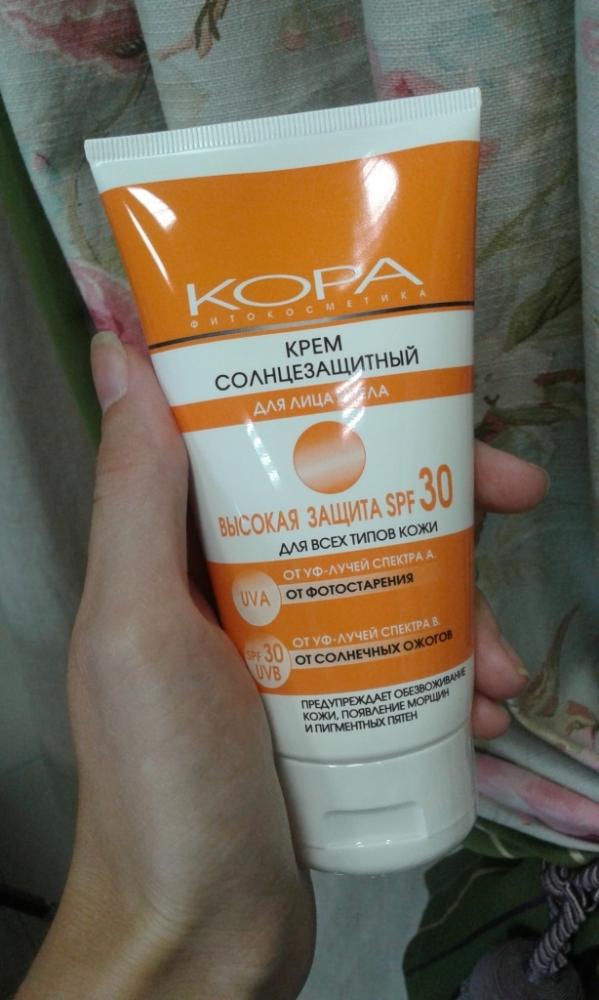 КОРА
ФИТОКОСМЕТИКА
КРЕМ
СОЛНЦЕЗАЩИТНЫЙ
ДЛЯ ЛИЦА И ТЕЛА
ВЫСОКАЯ ЗАЩИТА SPF 30
ДЛЯ ВСЕХ ТИПОВ КОЖИ
UVA
ОТ УФ-ЛУЧЕЙ СПЕКТРА А.
ОТ ФОТОСТАРЕНИЯ
SPF 30
UVB
ОТ УФ-ЛУЧЕЙ СПЕКТРА В.
ОТ СОЛНЕЧНЫХ ОЖОГОВ
ПРЕДУПРЕЖДАЕТ ОБЕЗВОЖИВАНИЕ
КОЖИ, ПОЯВЛЕНИЕ МОРЩИН
И ПИГМЕНТНЫХ ПЯТЕН